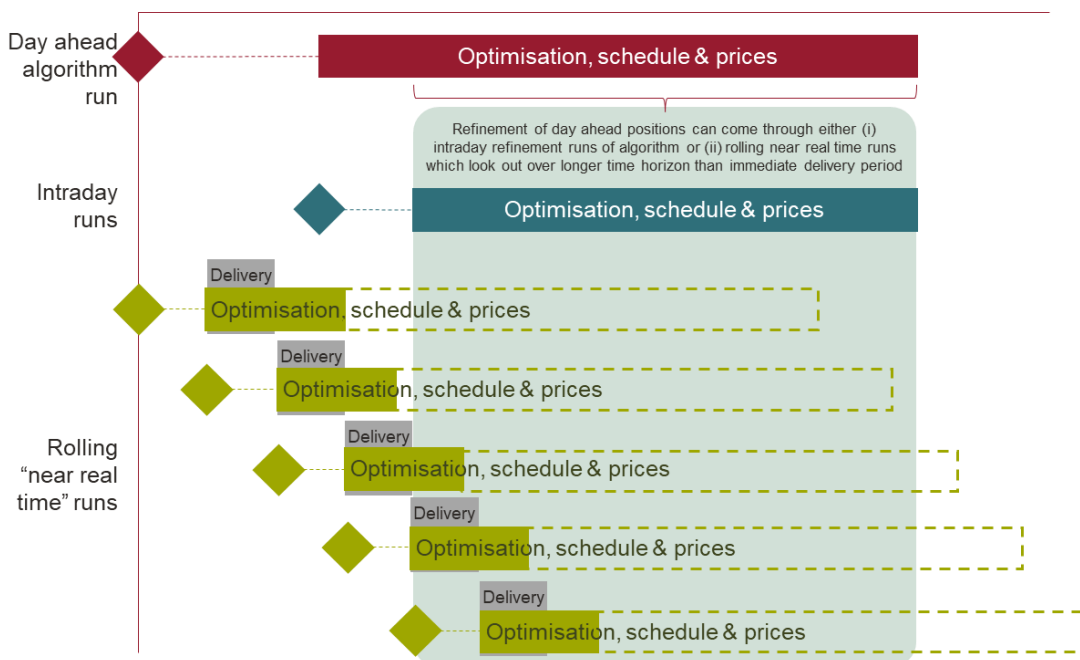 Day ahead
algorithm
run
Optimisation, schedule & prices
Refinement of day ahead positions can come through either (i)
intraday refinement runs of algorithm or (ii) rolling near real time runs
which look out over longer time horizon than immediate delivery period
Intraday
runs
Optimisation, schedule & prices
Delivery
Optimisation, schedule & prices
Delivery
Optimisation, schedule & prices
Rolling
“near real
time” runs
Delivery
Optimisation, schedule & prices
Delivery
Optimisation, schedule & prices
Delivery
Optimisation, schedule & prices